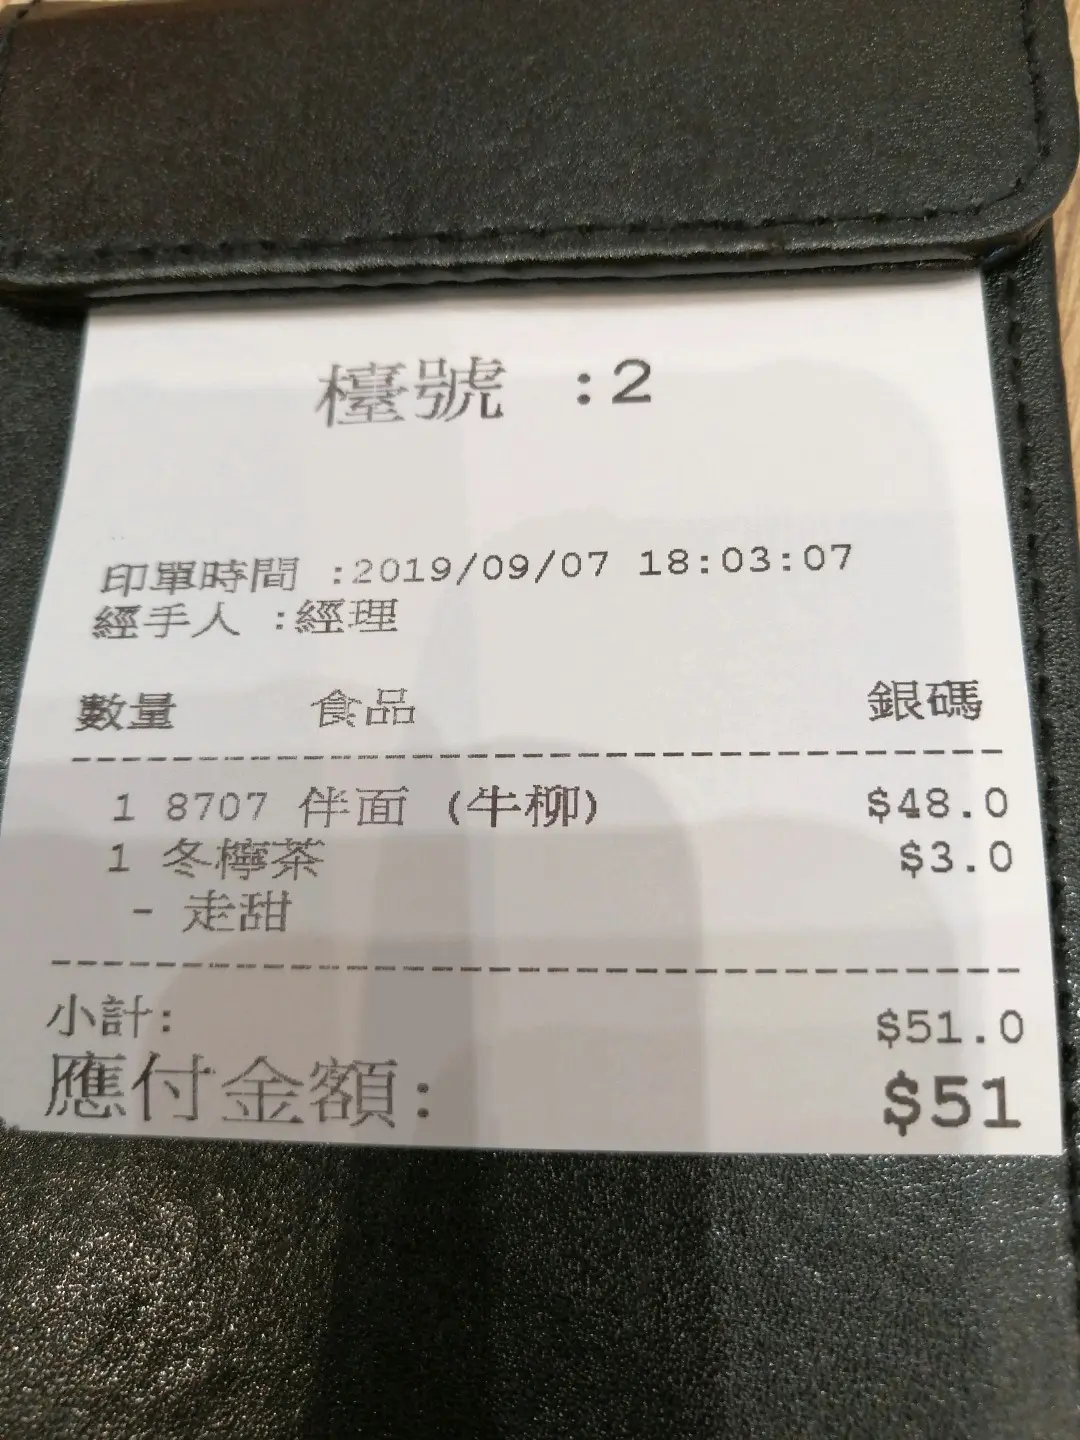 檯號 :2
印單時間 :2019/09/07 18:03:07
經手人 :經理
數量 食品 銀碼
1 8707 伴面 (牛柳) $48.0
1 冬檸茶 $3.0
- 走甜
小計: $51.0
應付金額: $51